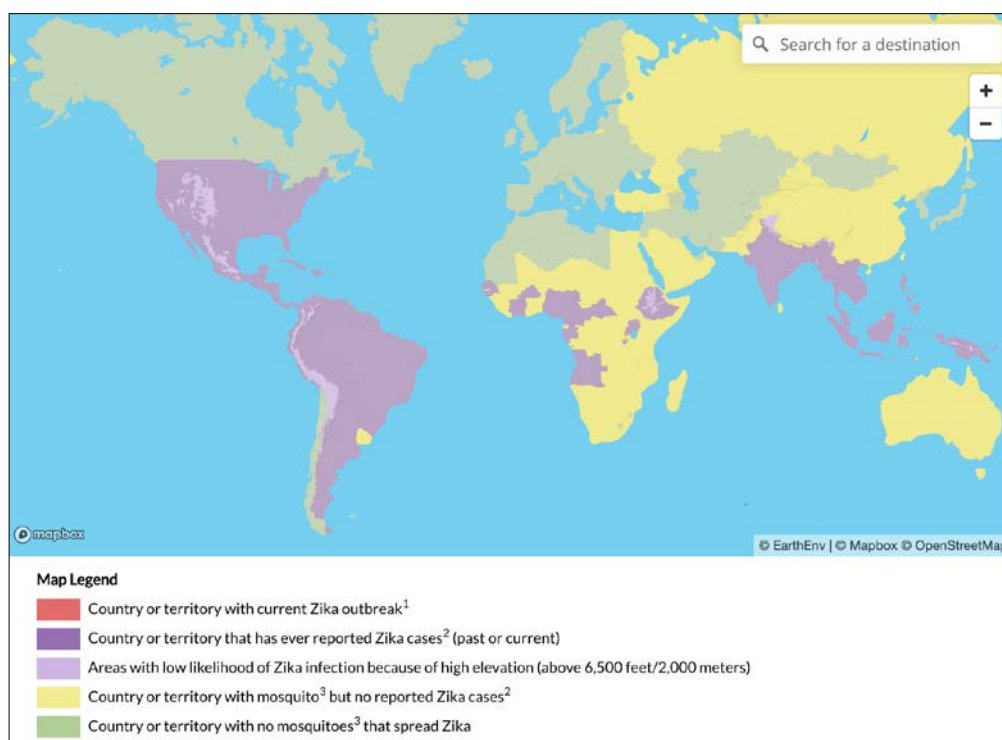 Search for a destination
+
−
mapbox
© EarthEnv | © Mapbox © OpenStreetMap
Map Legend
Country or territory with current Zika outbreak¹
Country or territory that has ever reported Zika cases² (past or current)
Areas with low likelihood of Zika infection because of high elevation (above 6,500 feet/2,000 meters)
Country or territory with mosquito³ but no reported Zika cases²
Country or territory with no mosquitoes³ that spread Zika